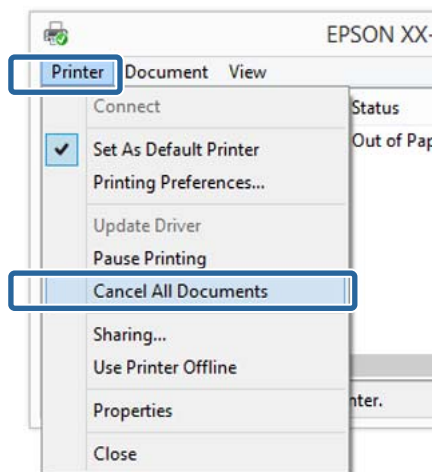 EPSON XX-
Printer Document View
Connect
Status
Set As Default Printer
Out of Pap
Printing Preferences...
Update Driver
Pause Printing
Cancel All Documents
Sharing...
Use Printer Offline
Properties
nter.
Close